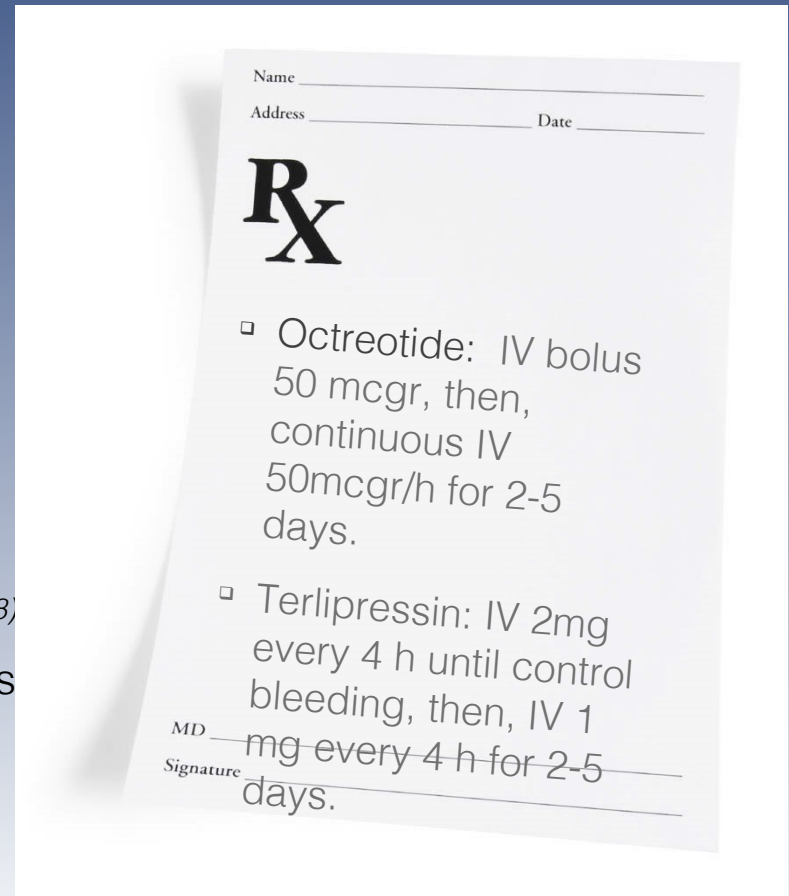 Name
Address Date
Rx
❑ Octreotide: IV bolus
50 mcgr, then,
continuous IV
50mcgr/h for 2-5
days.
3)
s
❑ Terlipressin: IV 2mg
every 4 h until control
bleeding, then, IV 1
MD
mg every 4 h for 2-5
Signature
days.